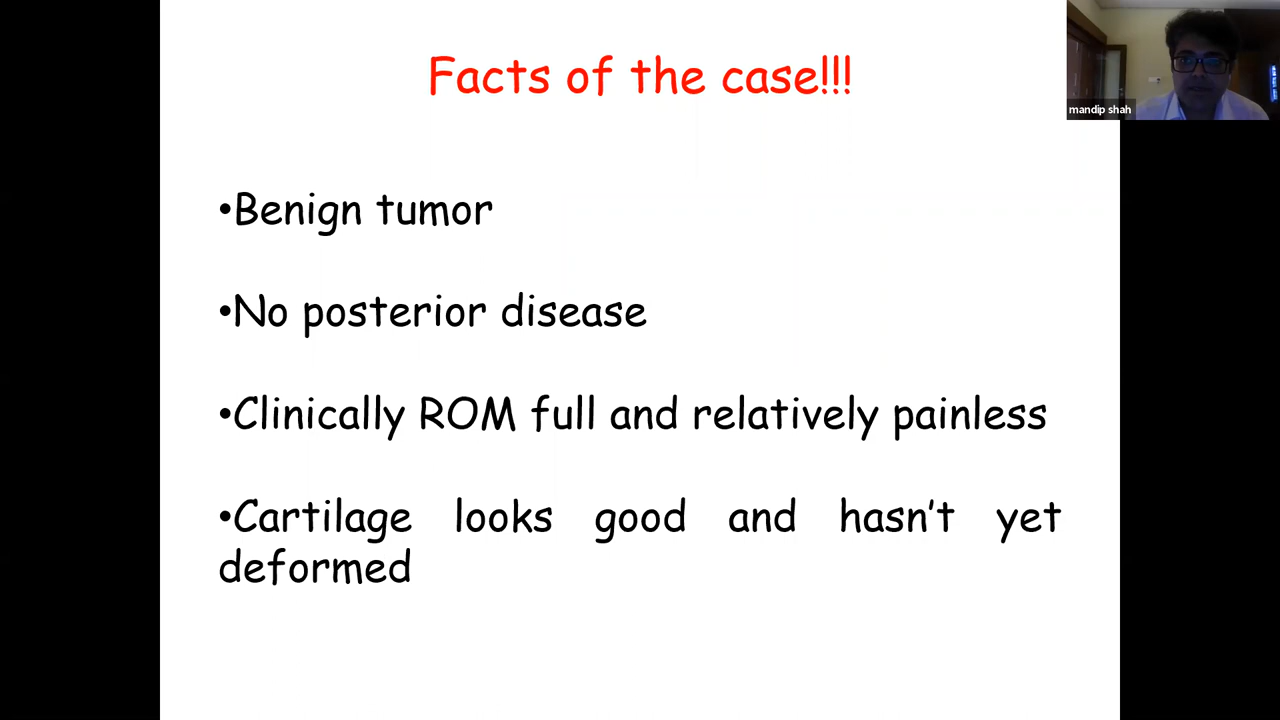 Facts of the case!!!
mandip shah
•Benign tumor
•No posterior disease
•Clinically ROM full and relatively painless
•Cartilage looks good and hasn't yet
deformed